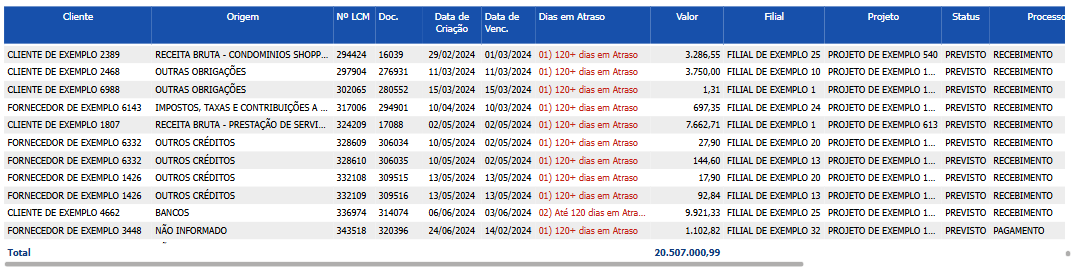 Cliente Origem Nº LCM Doc. Data de Criação Data de Venc. Dias em Atraso Valor Filial Projeto Status Processo
CLIENTE DE EXEMPLO 2389 RECEITA BRUTA - CONDOMINIOS SHOPP... 294424 16039 29/02/2024 01/03/2024 01) 120+ dias em Atraso 3.286,55 FILIAL DE EXEMPLO 25 PROJETO DE EXEMPLO 540 PREVISTO RECEBIMENTO
CLIENTE DE EXEMPLO 2468 OUTRAS OBRIGAÇÕES 297904 276931 11/03/2024 11/03/2024 01) 120+ dias em Atraso 3.750,00 FILIAL DE EXEMPLO 10 PROJETO DE EXEMPLO 1... PREVISTO RECEBIMENTO
CLIENTE DE EXEMPLO 6988 OUTRAS OBRIGAÇÕES 302065 280552 15/03/2024 15/03/2024 01) 120+ dias em Atraso 1,31 FILIAL DE EXEMPLO 1 PROJETO DE EXEMPLO 1... PREVISTO RECEBIMENTO
FORNECEDOR DE EXEMPLO 6143 IMPOSTOS, TAXAS E CONTRIBUIÇÕES A ... 317006 294901 10/04/2024 10/03/2024 01) 120+ dias em Atraso 697,35 FILIAL DE EXEMPLO 24 PROJETO DE EXEMPLO 1... PREVISTO RECEBIMENTO
CLIENTE DE EXEMPLO 1807 RECEITA BRUTA - PRESTAÇÃO DE SERVI... 324209 17088 02/05/2024 02/05/2024 01) 120+ dias em Atraso 7.662,71 FILIAL DE EXEMPLO 1 PROJETO DE EXEMPLO 613 PREVISTO RECEBIMENTO
FORNECEDOR DE EXEMPLO 6332 OUTROS CRÉDITOS 328609 306034 10/05/2024 02/05/2024 01) 120+ dias em Atraso 27,90 FILIAL DE EXEMPLO 20 PROJETO DE EXEMPLO 1... PREVISTO RECEBIMENTO
FORNECEDOR DE EXEMPLO 6332 OUTROS CRÉDITOS 328610 306035 10/05/2024 02/05/2024 01) 120+ dias em Atraso 144,60 FILIAL DE EXEMPLO 13 PROJETO DE EXEMPLO 1... PREVISTO RECEBIMENTO
FORNECEDOR DE EXEMPLO 1426 OUTROS CRÉDITOS 332108 309515 13/05/2024 13/05/2024 01) 120+ dias em Atraso 17,90 FILIAL DE EXEMPLO 20 PROJETO DE EXEMPLO 1... PREVISTO RECEBIMENTO
FORNECEDOR DE EXEMPLO 1426 OUTROS CRÉDITOS 332109 309516 13/05/2024 13/05/2024 01) 120+ dias em Atraso 92,84 FILIAL DE EXEMPLO 13 PROJETO DE EXEMPLO 1... PREVISTO RECEBIMENTO
CLIENTE DE EXEMPLO 4662 BANCOS 336974 314074 06/06/2024 03/06/2024 02) Até 120 dias em Atra... 9.921,33 FILIAL DE EXEMPLO 25 PROJETO DE EXEMPLO 1... PREVISTO RECEBIMENTO
FORNECEDOR DE EXEMPLO 3448 NÃO INFORMADO 343518 320396 24/06/2024 14/02/2024 01) 120+ dias em Atraso 1.102,82 FILIAL DE EXEMPLO 32 PROJETO DE EXEMPLO 1... PREVISTO PAGAMENTO
Total 20.507.000,99